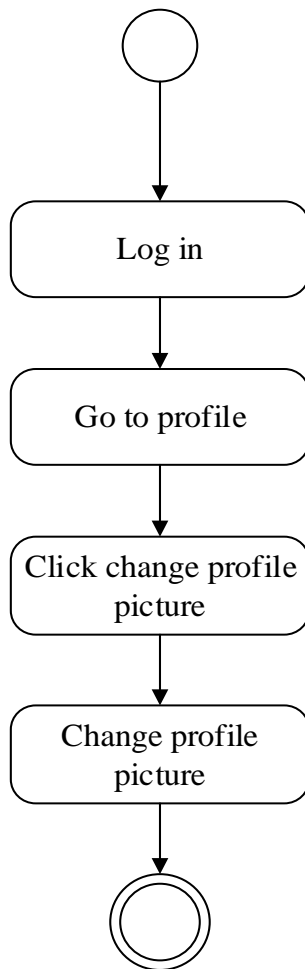 Log in
Go to profile
Click change profile
picture
Change profile
picture